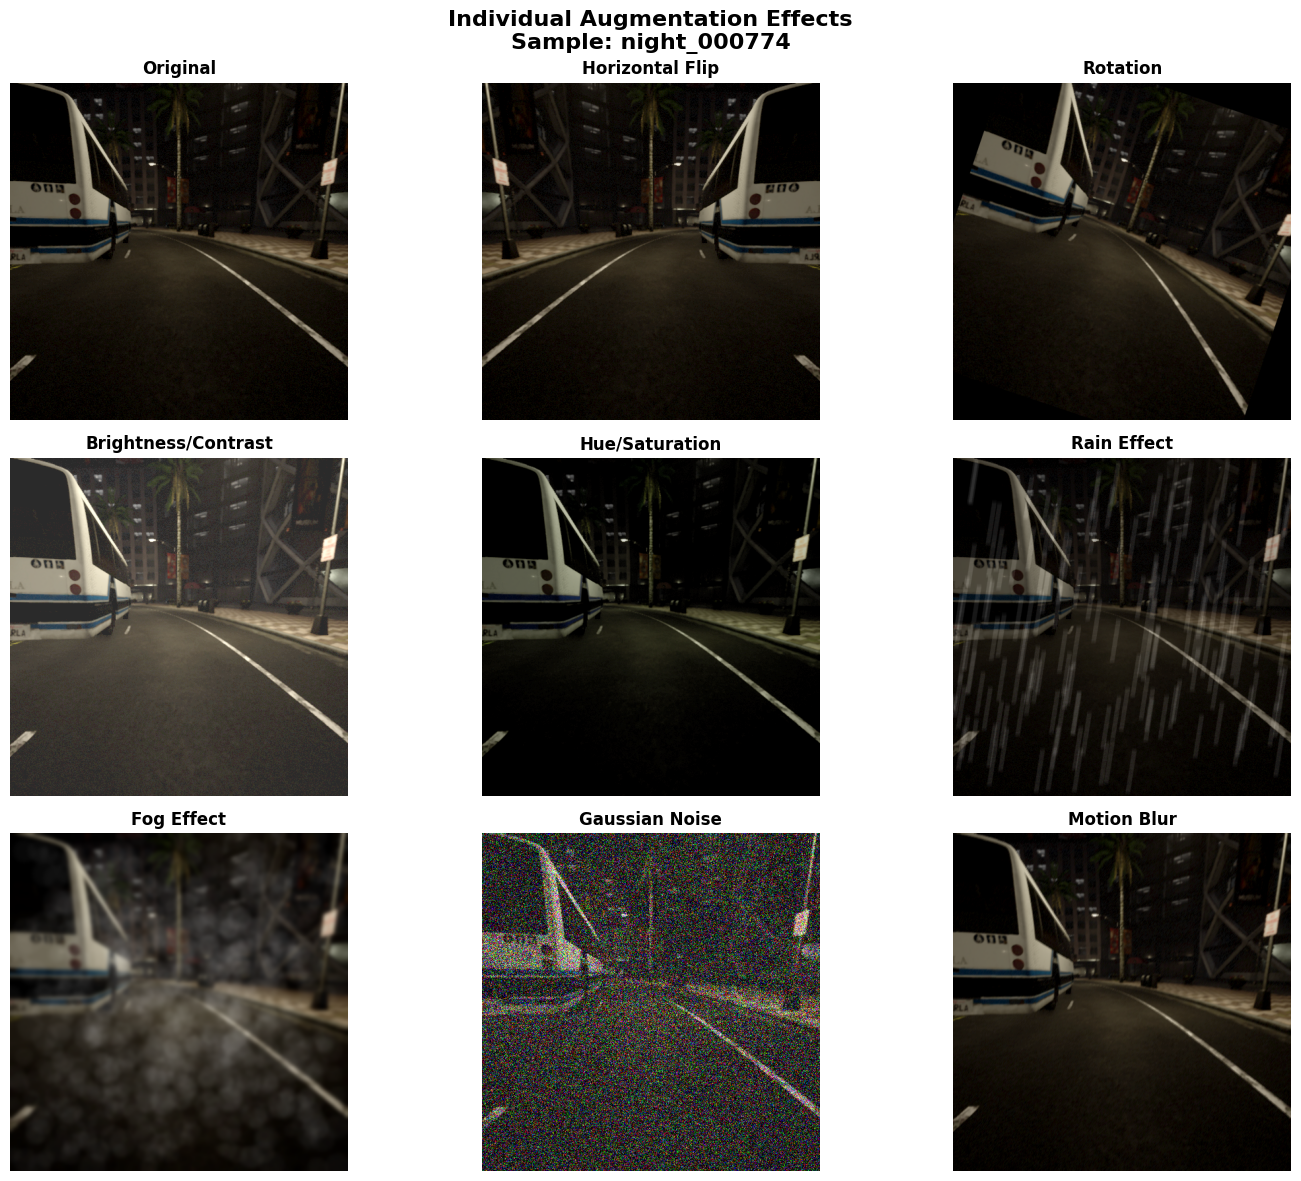 Individual Augmentation Effects
Sample: night_000774
Original
Horizontal Flip
Rotation
Brightness/Contrast
Hue/Saturation
Rain Effect
Fog Effect
Gaussian Noise
Motion Blur